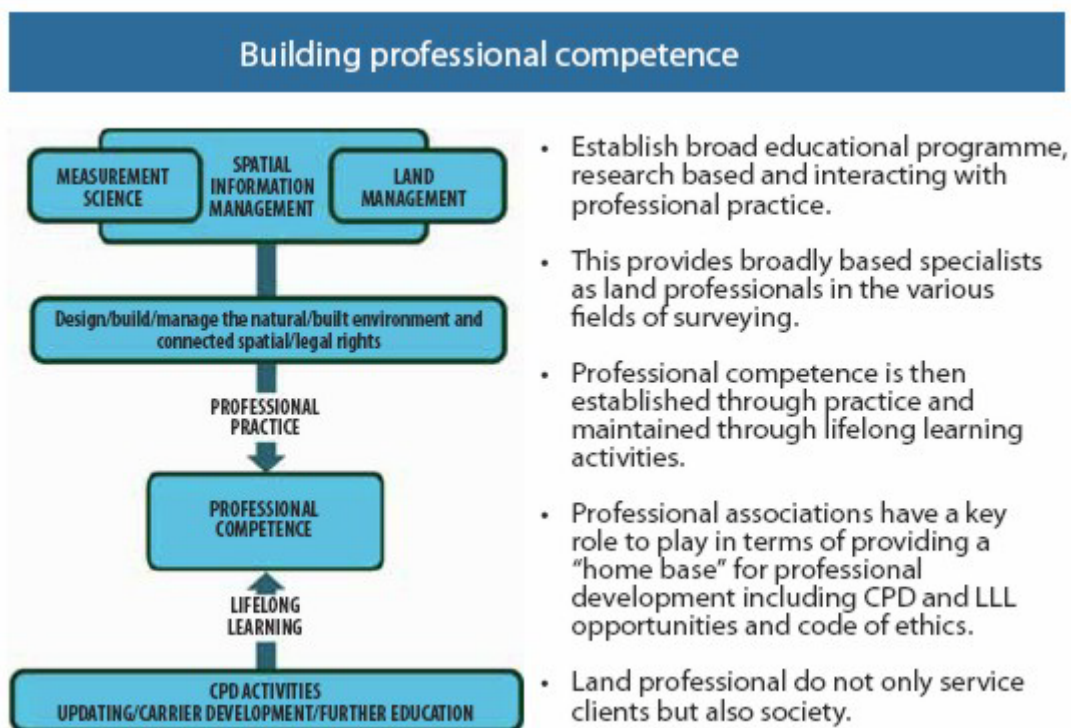 Building professional competence
MEASUREMENT
SCIENCE
SPATIAL
INFORMATION
MANAGEMENT
LAND
MANAGEMENT
Design/build/manage the natural/built environment and
connected spatial/legal rights
PROFESSIONAL
PRACTICE
PROFESSIONAL
COMPETENCE
LIFELONG
LEARNING
CPD ACTIVITIES
UPDATING/CARRIER DEVELOPMENT/FURTHER EDUCATION
• Establish broad educational programme,
research based and interacting with
professional practice.
• This provides broadly based specialists
as land professionals in the various
fields of surveying.
• Professional competence is then
established through practice and
maintained through lifelong learning
activities.
• Professional associations have a key
role to play in terms of providing a
"home base" for professional
development including CPD and LLL
opportunities and code of ethics.
• Land professional do not only service
clients but also society.